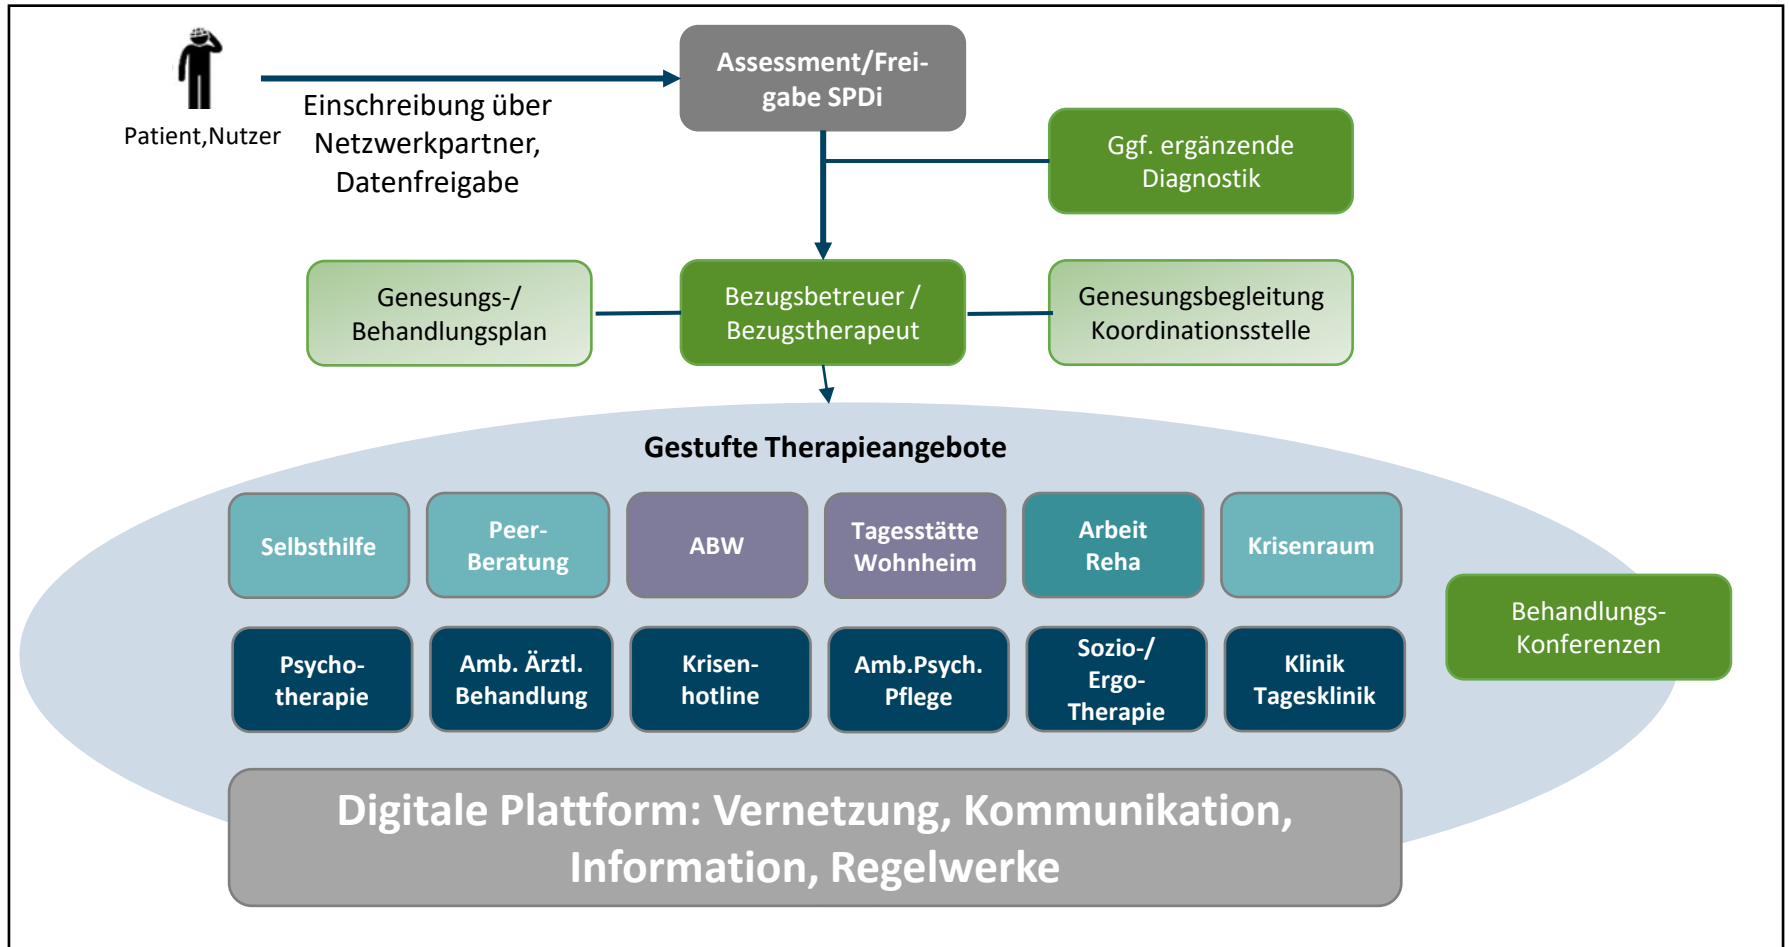 Patient,Nutzer
Einschreibung über
Netzwerkpartner,
Datenfreigabe
Assessment/Frei-
gabe SPDi
Ggf. ergänzende
Diagnostik
Genesungs-/
Behandlungsplan
Bezugsbetreuer /
Bezugstherapeut
Genesungsbegleitung
Koordinationsstelle
Gestufte Therapieangebote
Selbsthilfe
Peer-
Beratung
ABW
Tagesstätte
Wohnheim
Arbeit
Reha
Krisenraum
Behandlungs-
Konferenzen
Psycho-
therapie
Amb. Ärztl.
Behandlung
Krisen-
hotline
Amb.Psych.
Pflege
Sozio-/
Ergo-
Therapie
Klinik
Tagesklinik
Digitale Plattform: Vernetzung, Kommunikation,
Information, Regelwerke